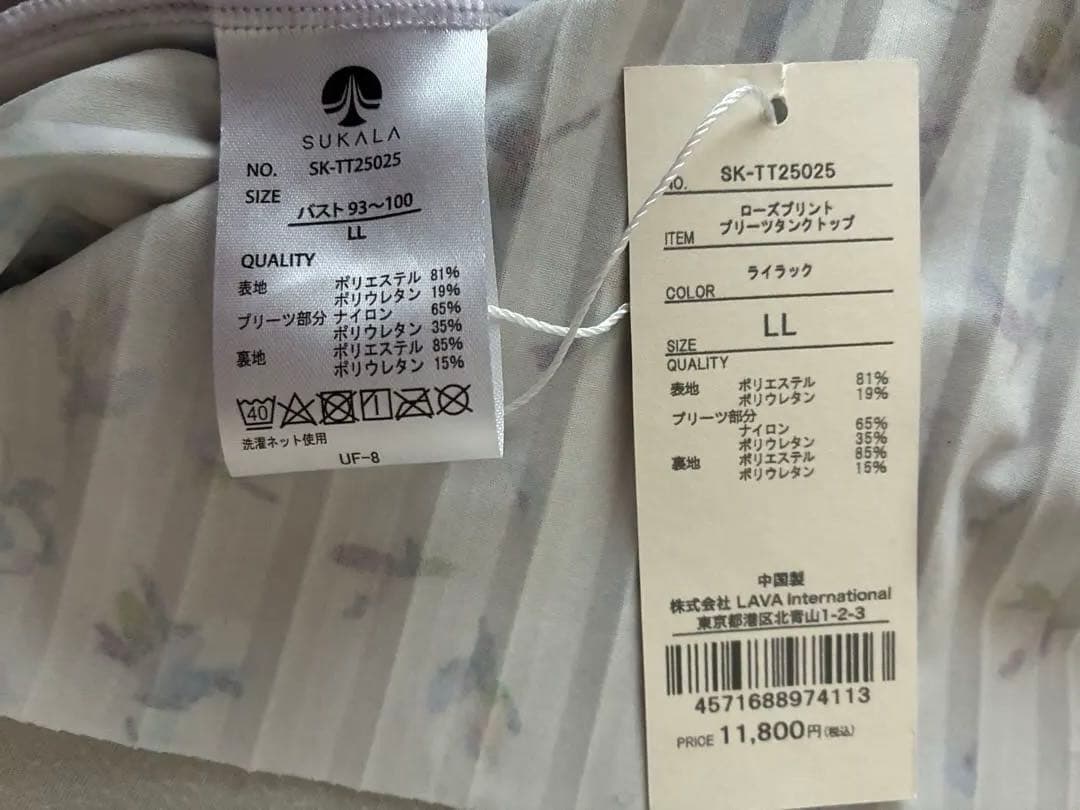 SUKALA
NO. SK-TT25025
SIZE バスト 93〜100
LL
QUALITY
表地 ポリエステル 81%
ポリウレタン 19%
プリーツ部分 ナイロン 65%
ポリウレタン 35%
裏地 ポリエステル 85%
ポリウレタン 15%
40 1
洗濯ネット使用
UF-8
NO. SK-TT25025
ローズプリント
ITEM プリーツタンクトップ
COLOR ライラック
SIZE LL
QUALITY
表地 ポリエステル 81%
ポリウレタン 19%
プリーツ部分
ナイロン 65%
ポリウレタン 35%
裏地 ポリエステル 85%
ポリウレタン 15%
中国製
株式会社 LAVA International
東京都港区北青山1-2-3
4571688974113
PRICE 11,800円(税込)